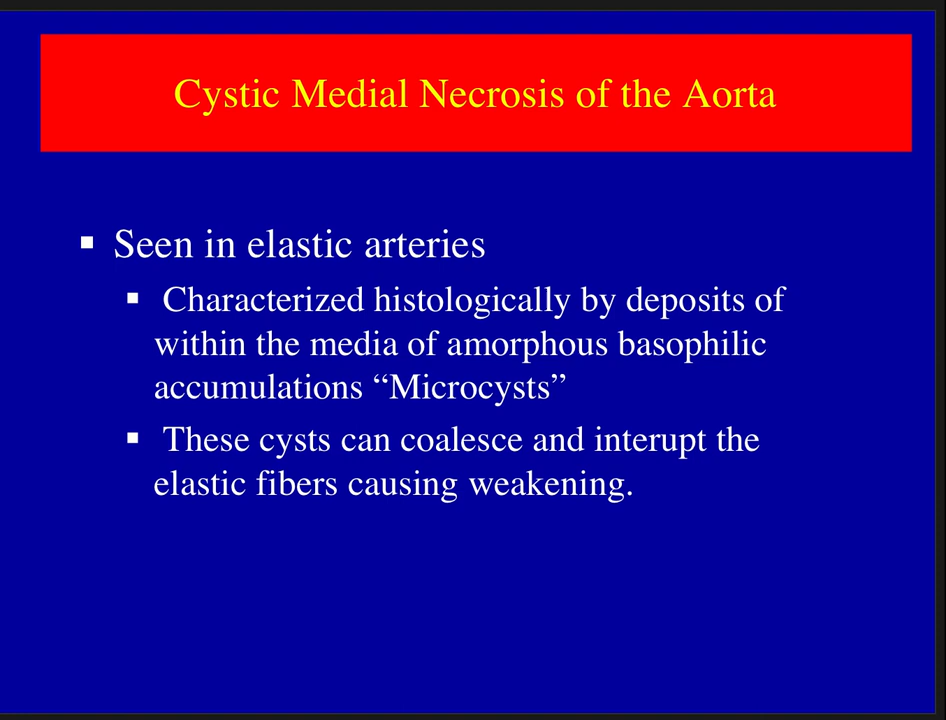 Cystic Medial Necrosis of the Aorta
▪ Seen in elastic arteries
▪ Characterized histologically by deposits of
within the media of amorphous basophilic
accumulations “Microcysts”
▪ These cysts can coalesce and interupt the
elastic fibers causing weakening.